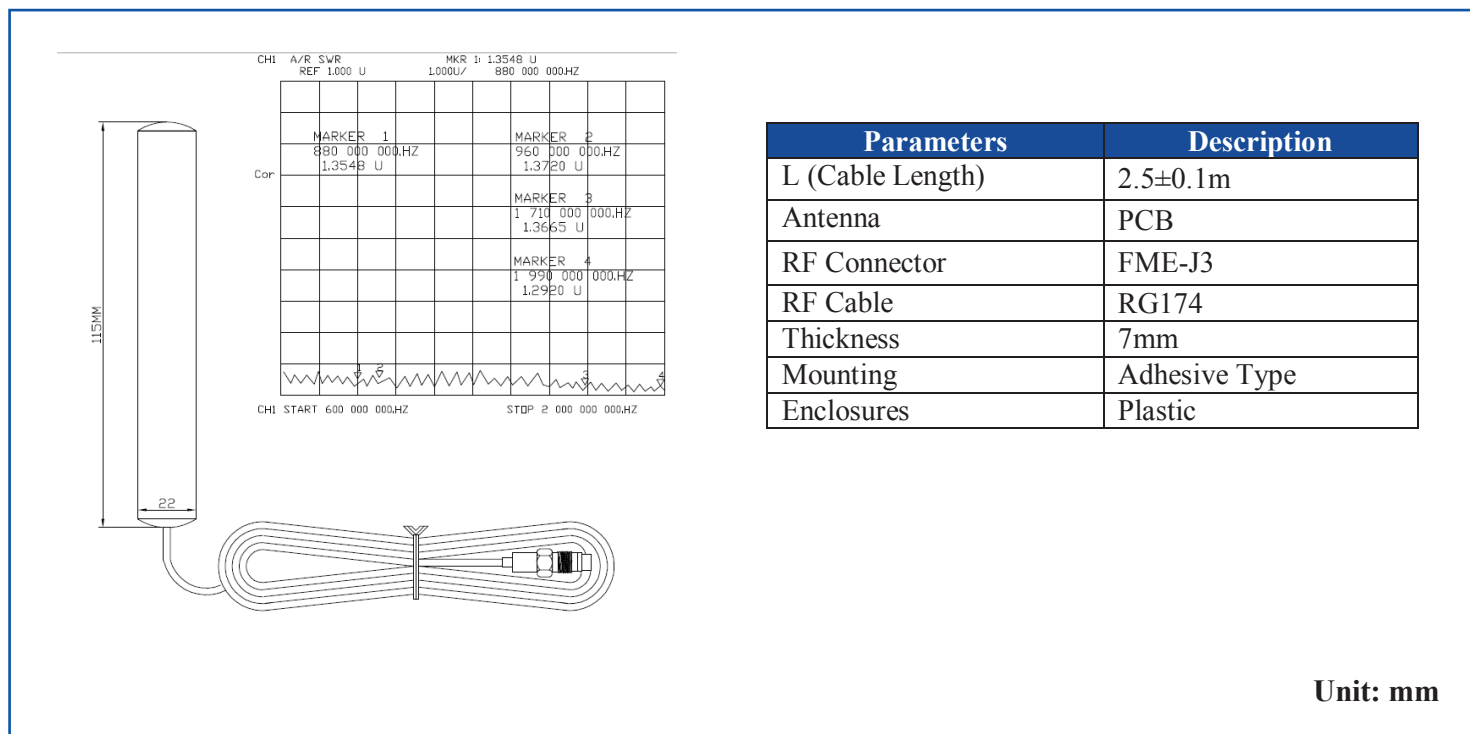 CH1 A/R SWR MKR 1: 1.3548 U
REF 1.000 U 1.000U/ 880 000 000.HZ
MARKER 1
880 000 000.HZ
1.3548 U
MARKER 2
960 000 000.HZ
1.3720 U
Cor
MARKER 3
1 710 000 000.HZ
1.3665 U
MARKER 4
1 990 000 000.HZ
1.2920 U
1
2
3
4
CH1 START 600 000 000.HZ STOP 2 000 000 000.HZ
115MM
22
Parameters Description
L (Cable Length) 2.5±0.1m
Antenna PCB
RF Connector FME-J3
RF Cable RG174
Thickness 7mm
Mounting Adhesive Type
Enclosures Plastic
Unit: mm